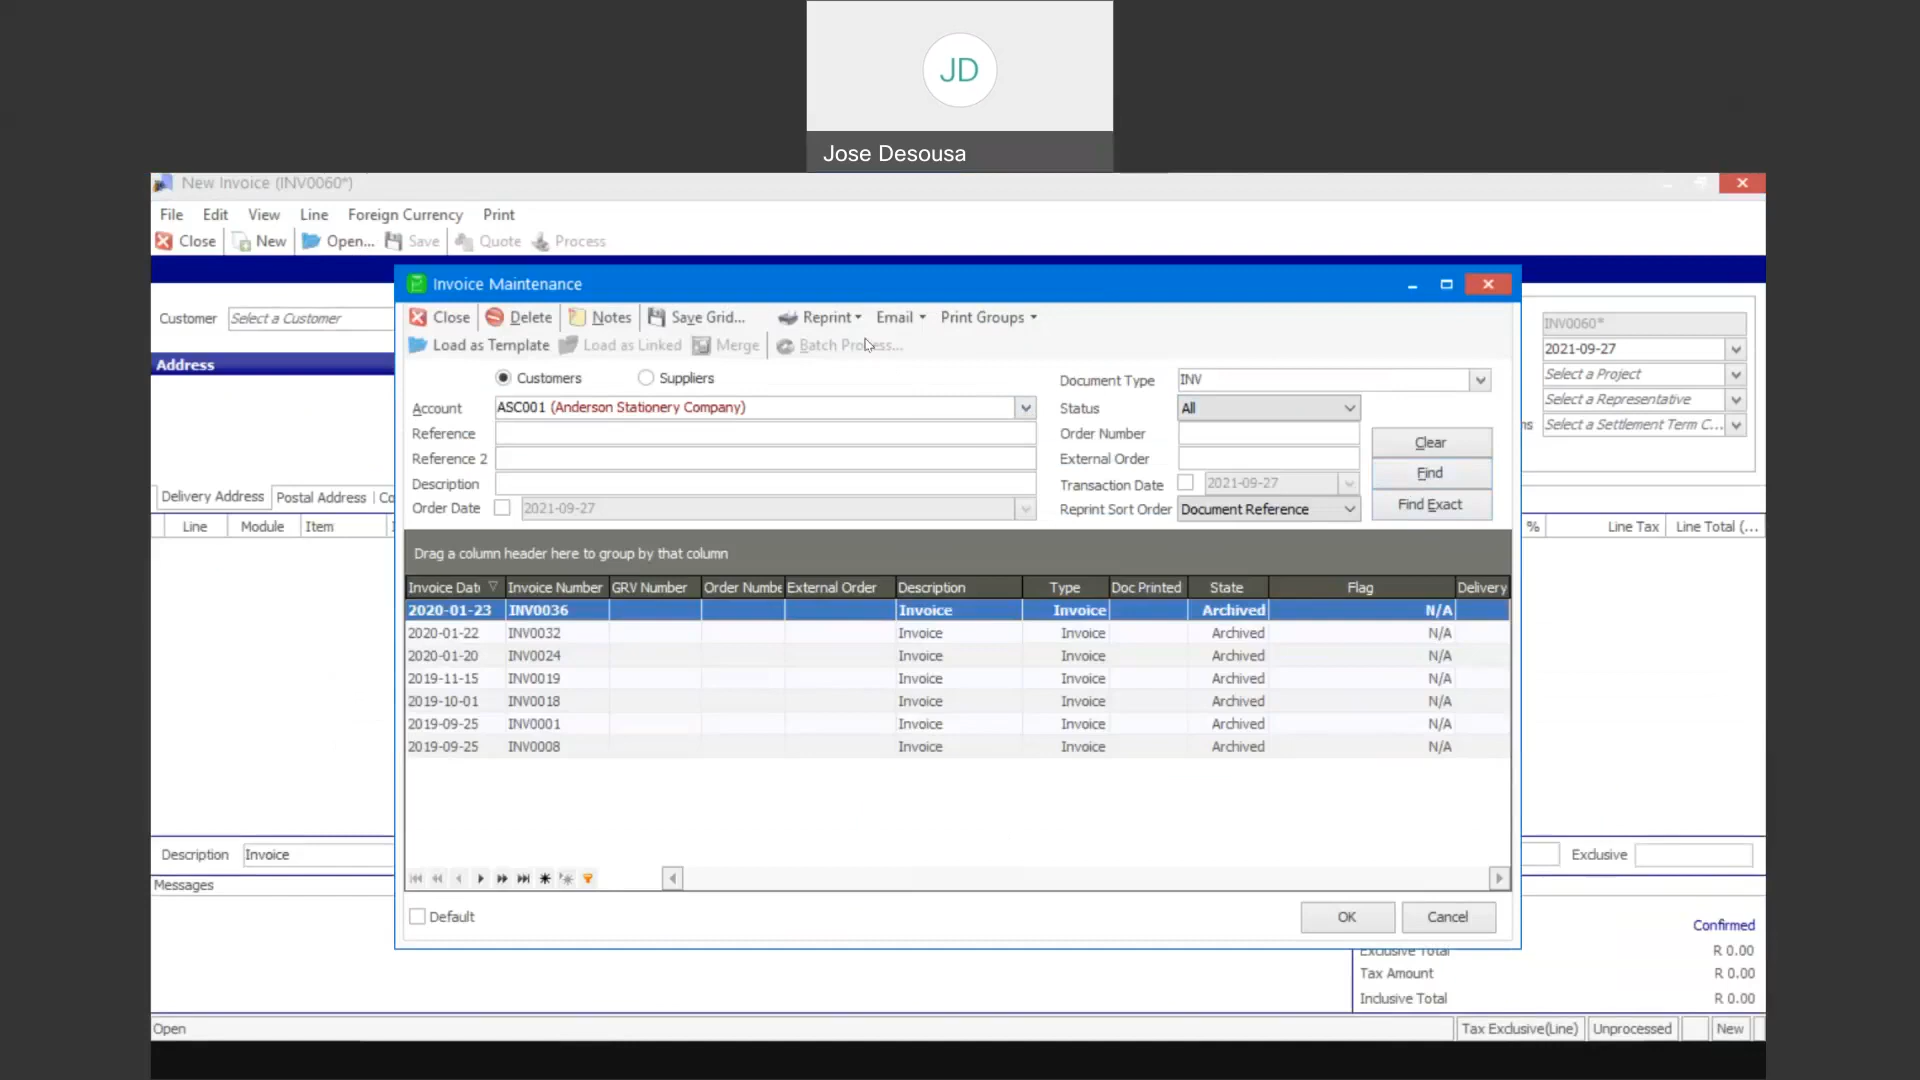 JD
Jose Desousa
New Invoice (INV0060*)
File Edit View Line Foreign Currency Print
Close New Open... Save Quote Process
Invoice Maintenance
Close Delete Notes Save Grid... Reprint Email Print Groups
Load as Template Load as Linked Merge Batch Process...
Customers Suppliers
Account ASC001 (Anderson Stationery Company)
Reference
Reference 2
Description
Order Date 2021-09-27
Document Type INV
Status All
Order Number
External Order
Transaction Date 2021-09-27
Reprint Sort Order Document Reference
Clear
Find
Find Exact
Drag a column header here to group by that column
Invoice Dat Invoice Number GRV Number Order Numbe External Order Description Type Doc Printed State Flag Delivery
2020-01-23 INV0036 Invoice Invoice Archived N/A
2020-01-22 INV0032 Invoice Invoice Archived N/A
2020-01-20 INV0024 Invoice Invoice Archived N/A
2019-11-15 INV0019 Invoice Invoice Archived N/A
2019-10-01 INV0018 Invoice Invoice Archived N/A
2019-09-25 INV0001 Invoice Invoice Archived N/A
2019-09-25 INV0008 Invoice Invoice Archived N/A
Default
OK Cancel
Customer Select a Customer
Address
INV0060*
2021-09-27
Select a Project
Select a Representative
ns Select a Settlement Term C...
Delivery Address Postal Address Co
Line Module Item
% Line Tax Line Total (...
Description Invoice
Exclusive
Messages
Confirmed
Exclusive Total R 0.00
Tax Amount R 0.00
Inclusive Total R 0.00
Open
Tax Exclusive(Line) Unprocessed New